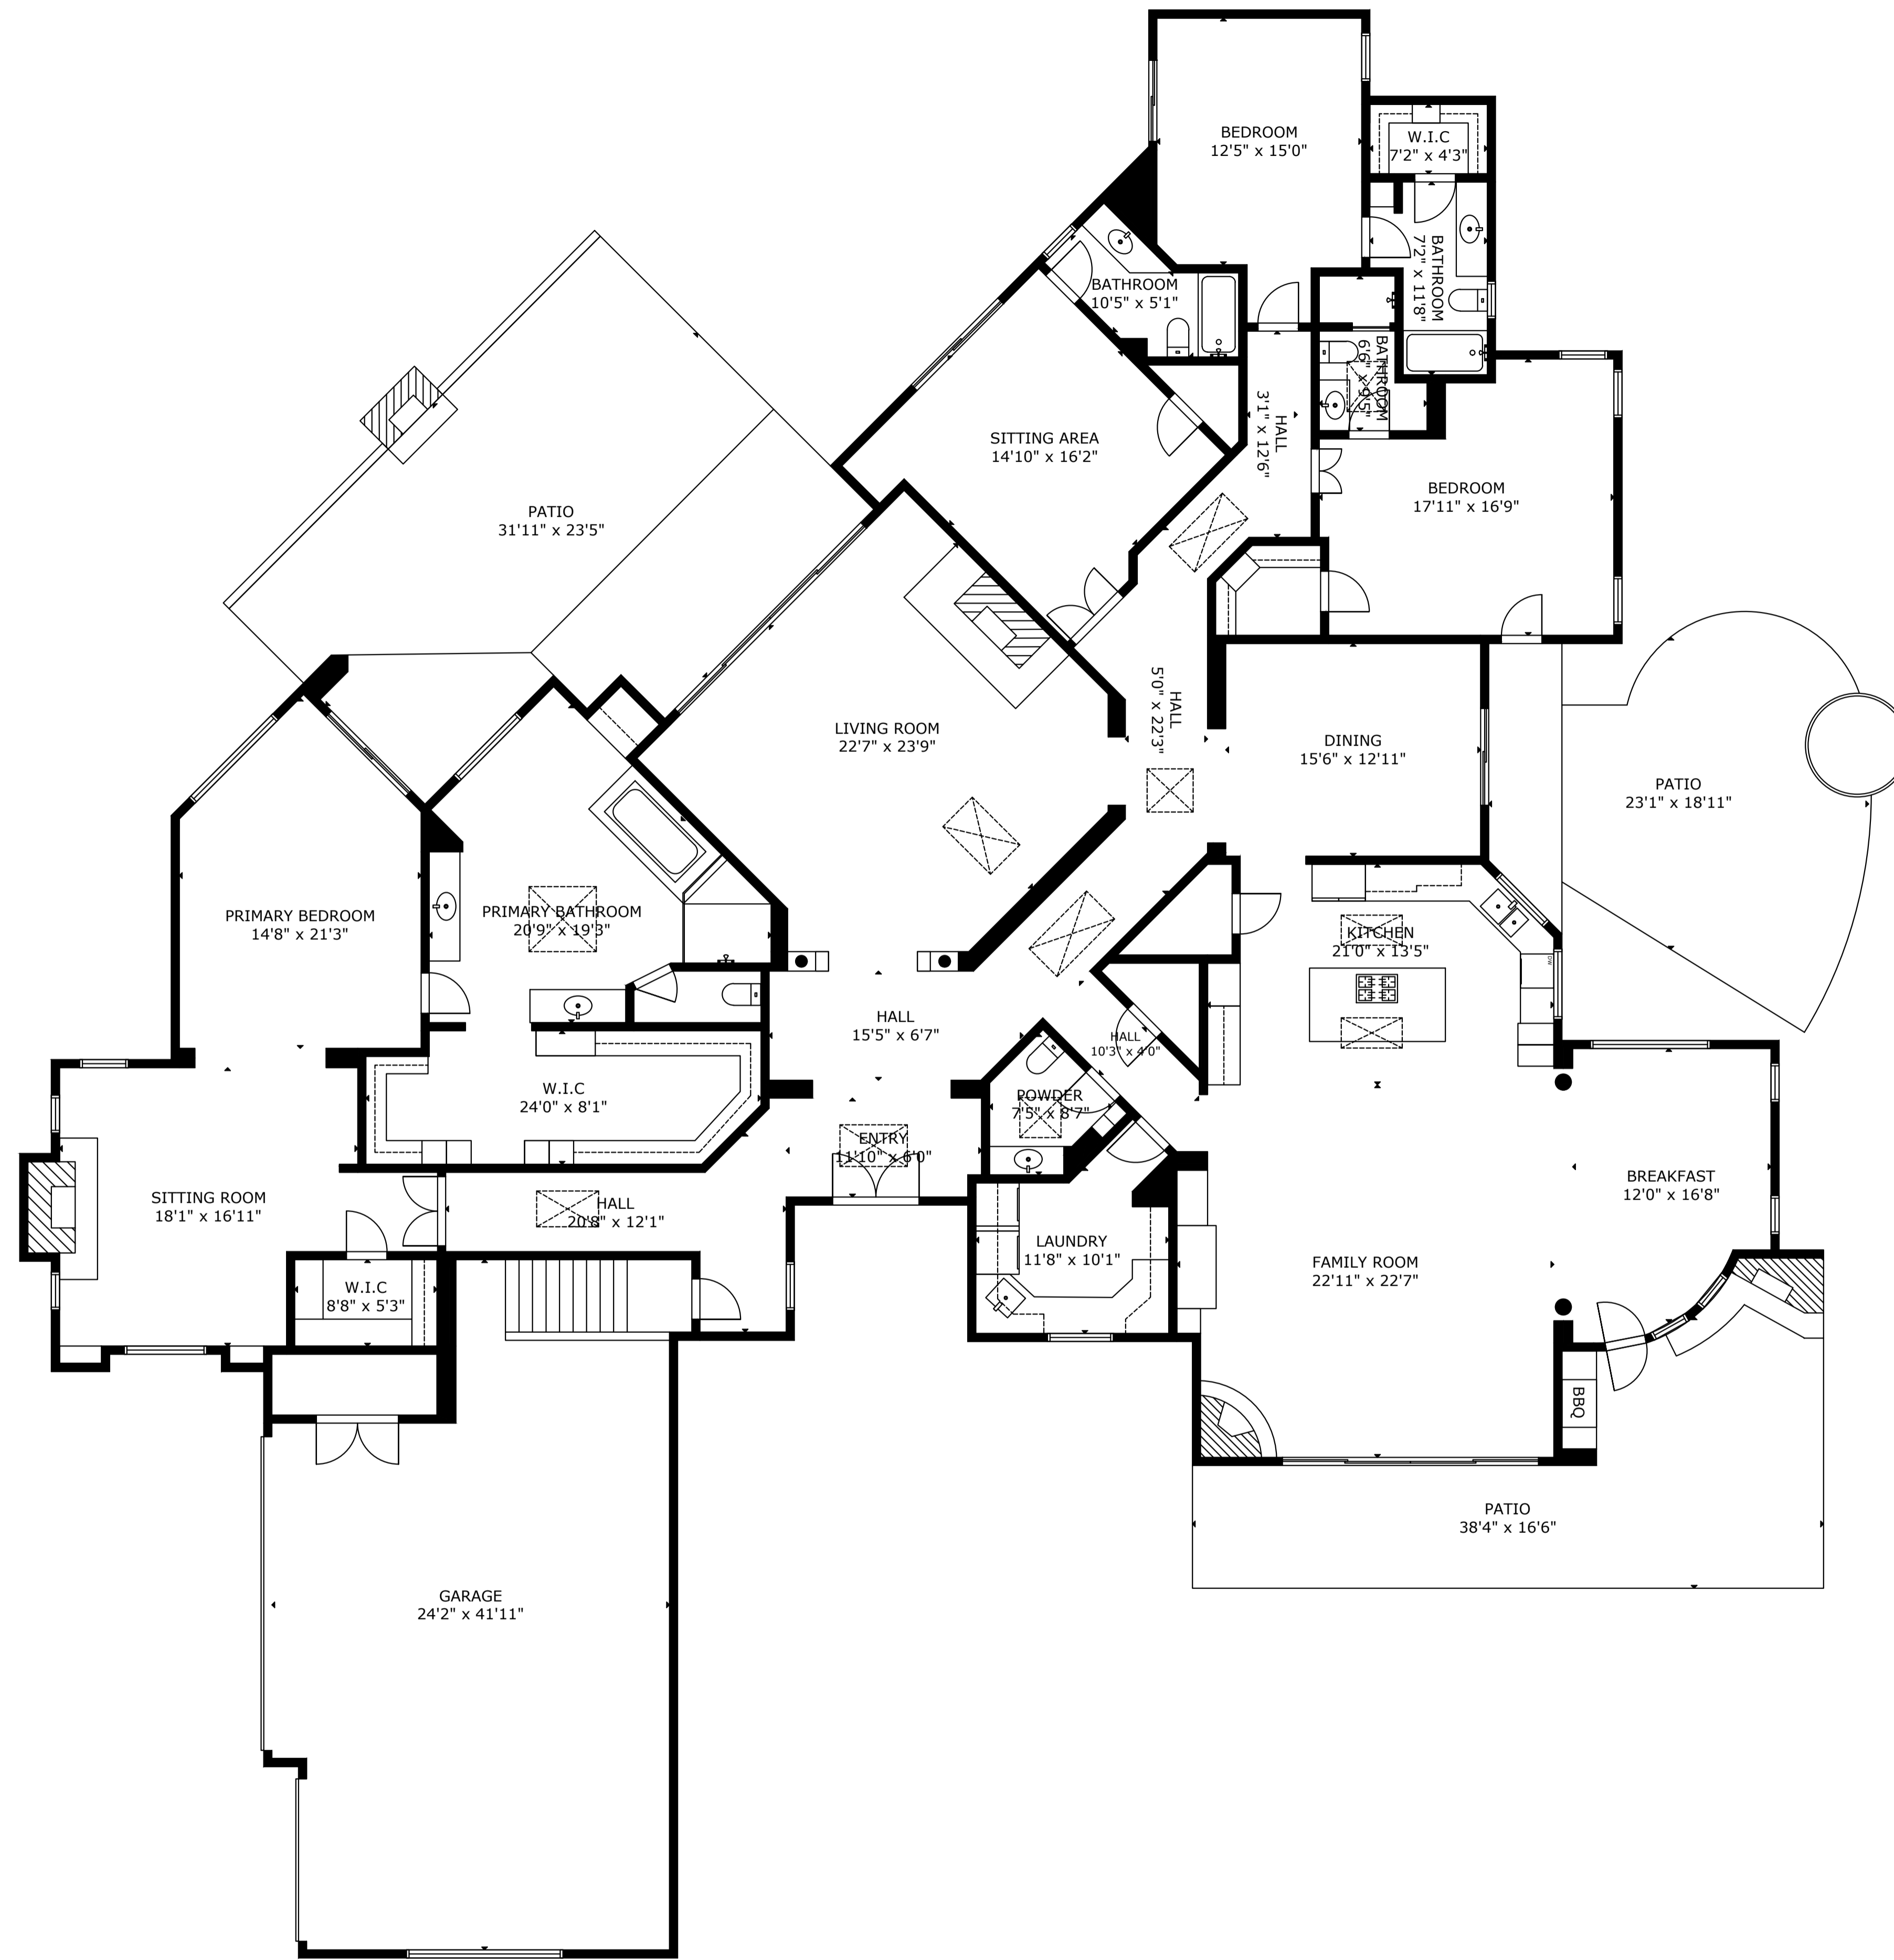 BEDROOM
12'5" x 15'0"
W.I.C
7'2" x 4'3"
BATHROOM
7'2" x 11'8"
BATHROOM
10'5" x 5'1"
BATHROOM
6'6" x 9'5"
HALL
3'1" x 12'6"
SITTING AREA
14'10" x 16'2"
BEDROOM
17'11" x 16'9"
PATIO
31'11" x 23'5"
HALL
5'0" x 22'3"
LIVING ROOM
22'7" x 23'9"
DINING
15'6" x 12'11"
PATIO
23'1" x 18'11"
PRIMARY BEDROOM
14'8" x 21'3"
PRIMARY BATHROOM
20'9" x 19'3"
KITCHEN
21'0" x 13'5"
DW
HALL
15'5" x 6'7"
HALL
10'3" x 4'0"
W.I.C
24'0" x 8'1"
POWDER
7'5" x 8'7"
ENTRY
11'10" x 6'0"
BREAKFAST
12'0" x 16'8"
SITTING ROOM
18'1" x 16'11"
HALL
20'8" x 12'1"
LAUNDRY
11'8" x 10'1"
FAMILY ROOM
22'11" x 22'7"
W.I.C
8'8" x 5'3"
BBQ
PATIO
38'4" x 16'6"
GARAGE
24'2" x 41'11"